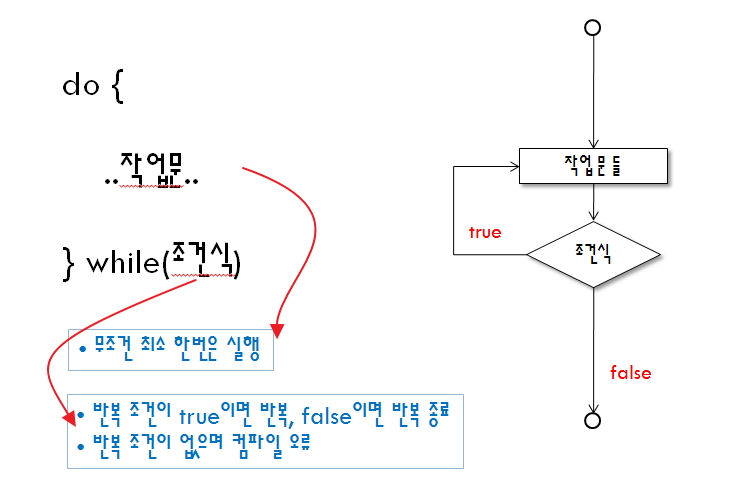 do {
..작업문..
} while(조건식)
• 무조건 최소 한번은 실행
• 반복 조건이 true이면 반복, false이면 반복 종료
• 반복 조건이 없으며 컴파일 오류
작업문들
true
조건식
false